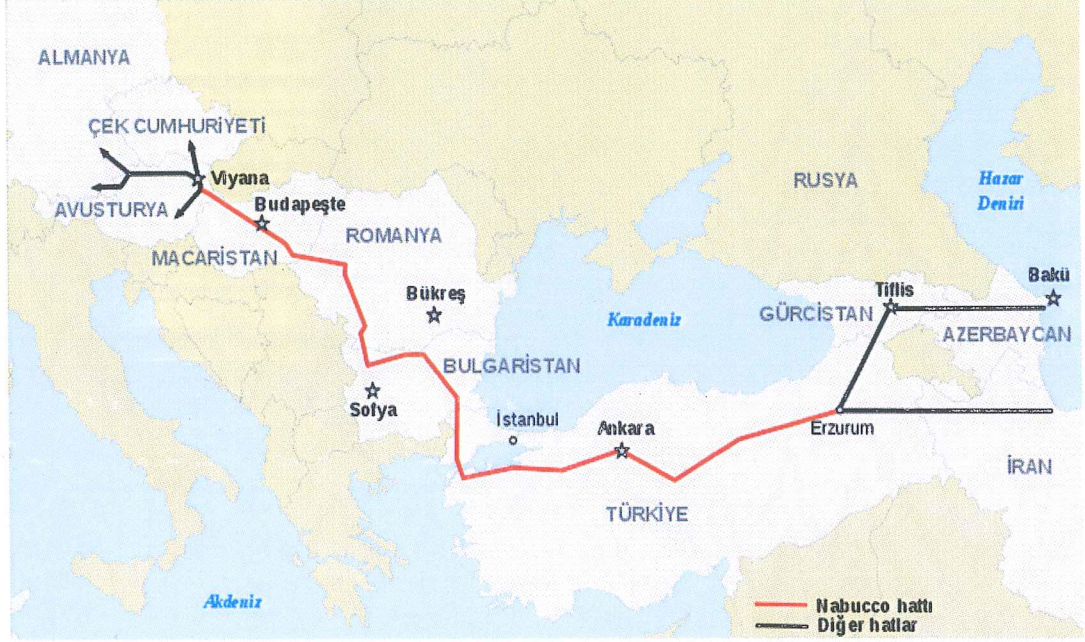 ALMANYA
ÇEK CUMHURİYETİ
Viyana
AVUSTURYA
Budapeşte
MACARİSTAN
ROMANYA
RUSYA
Hazar
Denizi
Bükreş
Karadeniz
Tiflis
Bakü
GÜRCİSTAN
AZERBAYCAN
BULGARİSTAN
Sofya
İstanbul
Ankara
Erzurum
İRAN
TÜRKİYE
Akdeniz
Nabucco hattı
Diğer hatlar